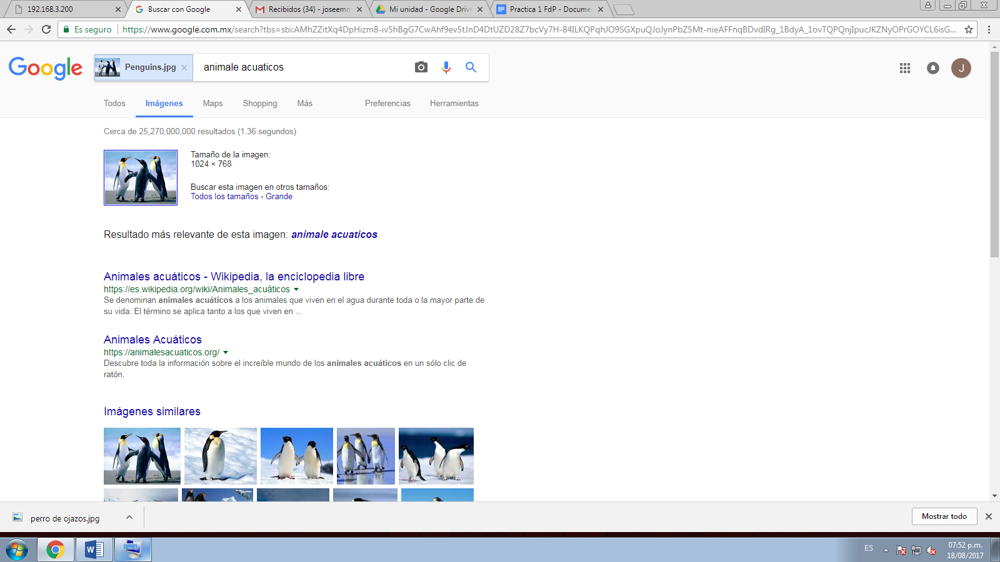 192.168.3.200
Buscar con Google
Recibidos (34) - joseemm
Mi unidad - Google Drive
Practica 1 FdP - Docume
Es seguro
https://www.google.com.mx/search?tbs=sbi:AMhZZitXq4DpHizm8-iv5hBgG7CwAhf9ev5tJnD4DtUZD28Z7bcVy7H-84ILKQPqhJO9SGXpuQJoJynPbZ5Mt-nieAFFnqBDvdIRg_1BdyA_1ovTQPQnjIpucJKZNyOPrGOYCL6isG...
Google
Penguins.jpg
animale acuaticos
J
Todos
Imágenes
Maps
Shopping
Más
Preferencias
Herramientas
Cerca de 25,270,000,000 resultados (1.36 segundos)
Tamaño de la imagen:
1024 × 768
Buscar esta imagen en otros tamaños:
Todos los tamaños - Grande
Resultado más relevante de esta imagen: animale acuaticos
Animales acuáticos - Wikipedia, la enciclopedia libre
https://es.wikipedia.org/wiki/Animales_acuáticos
Se denominan animales acuáticos a los animales que viven en el agua durante toda o la mayor parte de
su vida. El término se aplica tanto a los que viven en ...
Animales Acuáticos
https://animalesacuaticos.org/
Descubre toda la información sobre el increíble mundo de los animales acuáticos en un sólo clic de
ratón.
Imágenes similares
perro de ojazos.jpg
Mostrar todo
ES
07:52 p.m.
18/08/2017